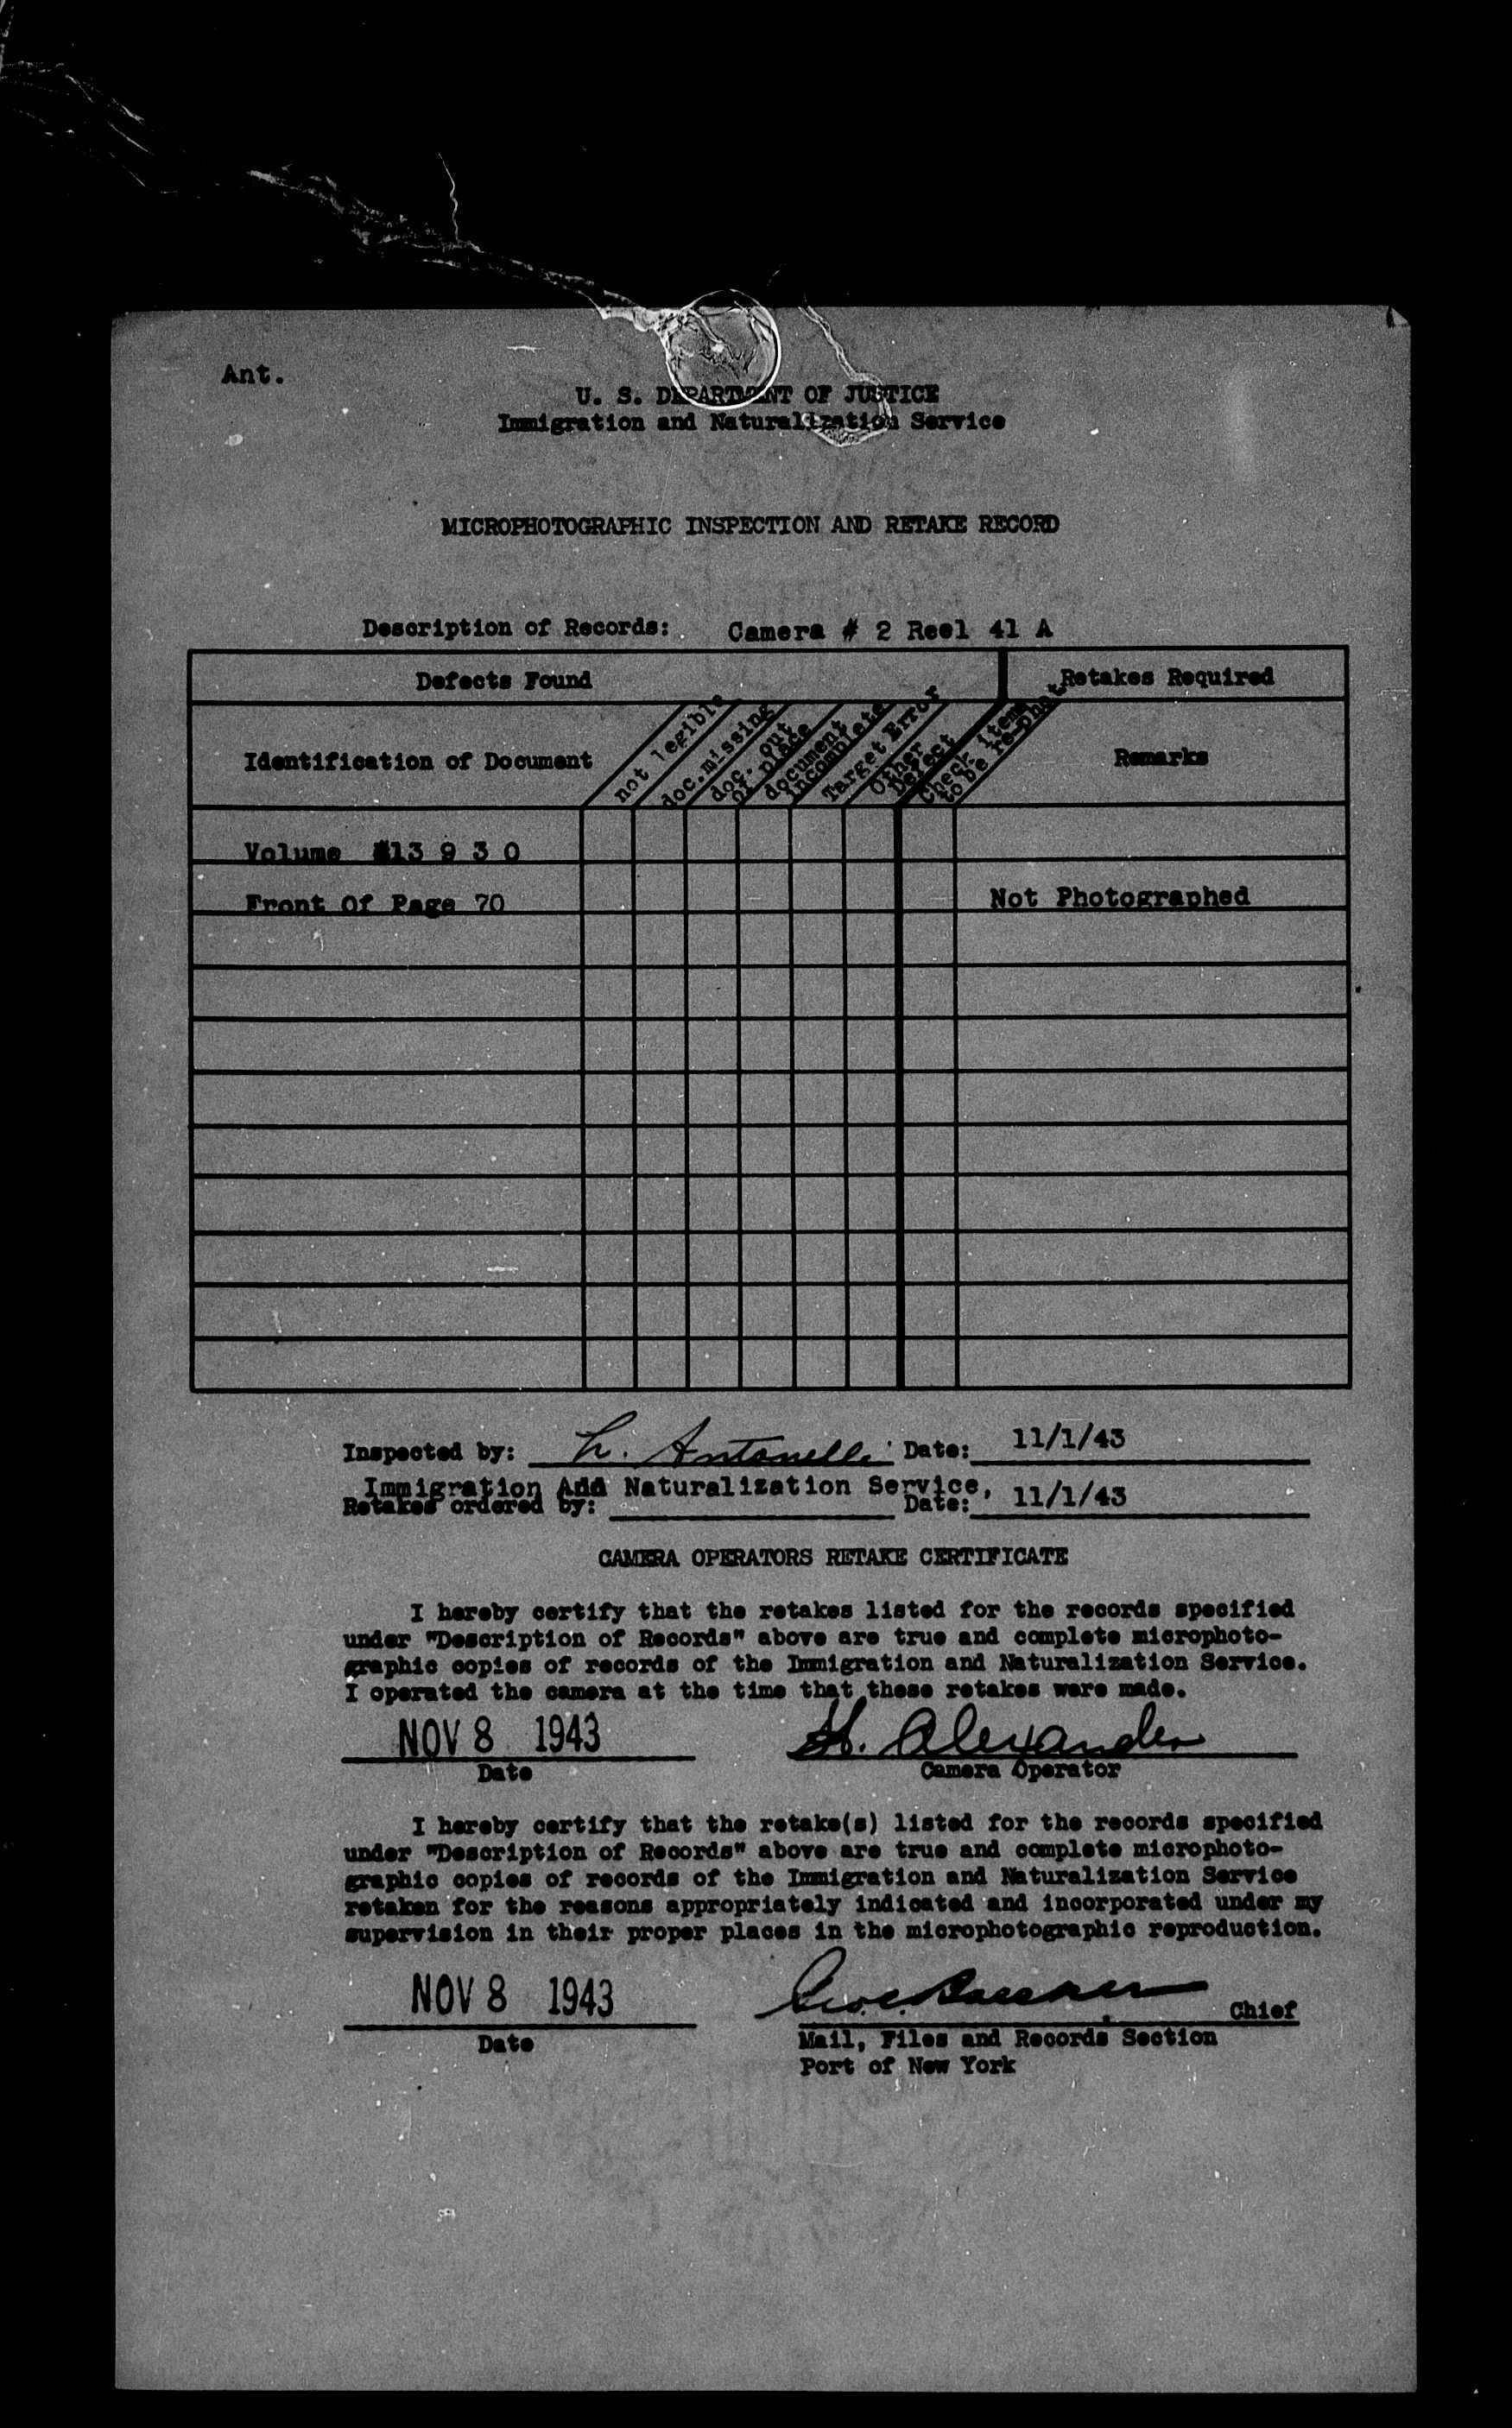 Ant.
U. S. DEPARTMENT OF JUSTICE
Immigration and Naturalization Service
MICROPHOTOGRAPHIC INSPECTION AND RETAKE RECORD
Description of Records: Camera # 2 Reel 41 A
Defects Found
Retakes Required
Identification of Document
not legible
doc.missing
doc. out
of place
document
incomplete
Target Error
Other
Defect
Check items
to be re-phot
Remarks
Volume #13 9 3 0
Front Of Page 70 Not Photographed
Inspected by: L. Antonelli Date: 11/1/43
Immigration And Naturalization Service,
Retakes ordered by: Date: 11/1/43
CAMERA OPERATORS RETAKE CERTIFICATE
I hereby certify that the retakes listed for the records specified
under "Description of Records" above are true and complete microphoto-
graphic copies of records of the Immigration and Naturalization Service.
I operated the camera at the time that these retakes were made.
NOV 8 1943 H. Alexander
Date Camera Operator
I hereby certify that the retake(s) listed for the records specified
under "Description of Records" above are true and complete microphoto-
graphic copies of records of the Immigration and Naturalization Service
retaken for the reasons appropriately indicated and incorporated under my
supervision in their proper places in the microphotographic reproduction.
NOV 8 1943 Chief
Date Mail, Files and Records Section
Port of New York